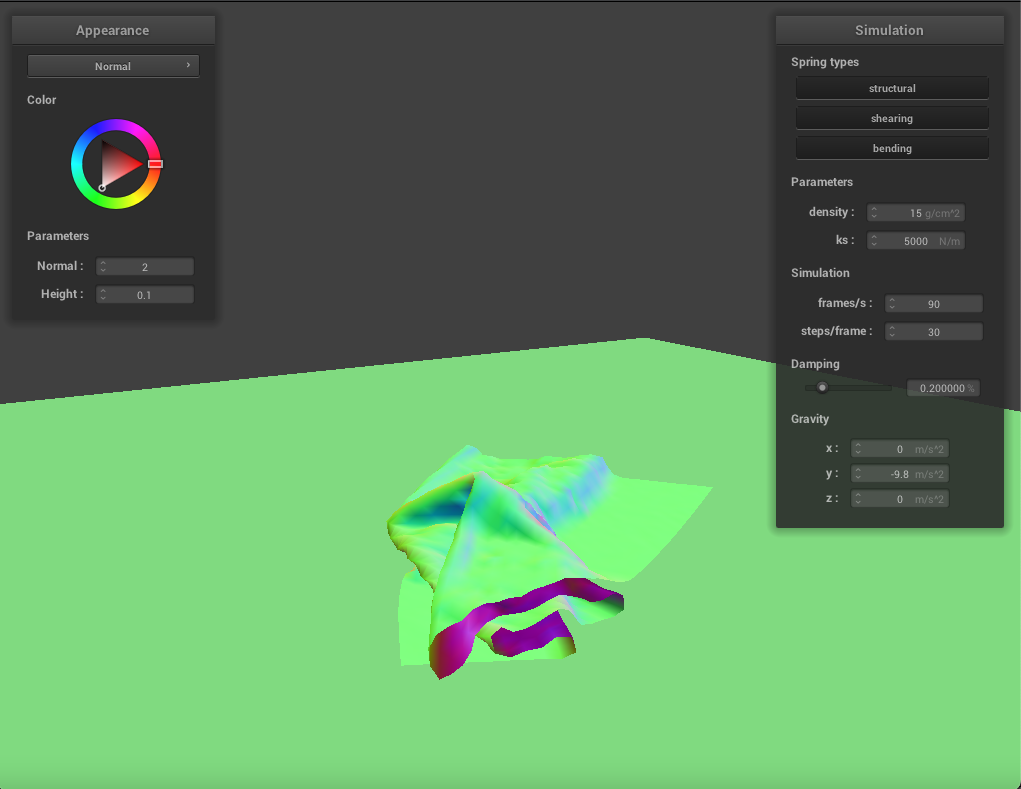 Appearance
Normal
Color
Parameters
Normal : 2
Height : 0.1
Simulation
Spring types
structural
shearing
bending
Parameters
density : 15 g/cm^2
ks : 5000 N/m
Simulation
frames/s : 90
steps/frame : 30
Damping
0.200000 %
Gravity
x : 0 m/s^2
y : -9.8 m/s^2
z : 0 m/s^2